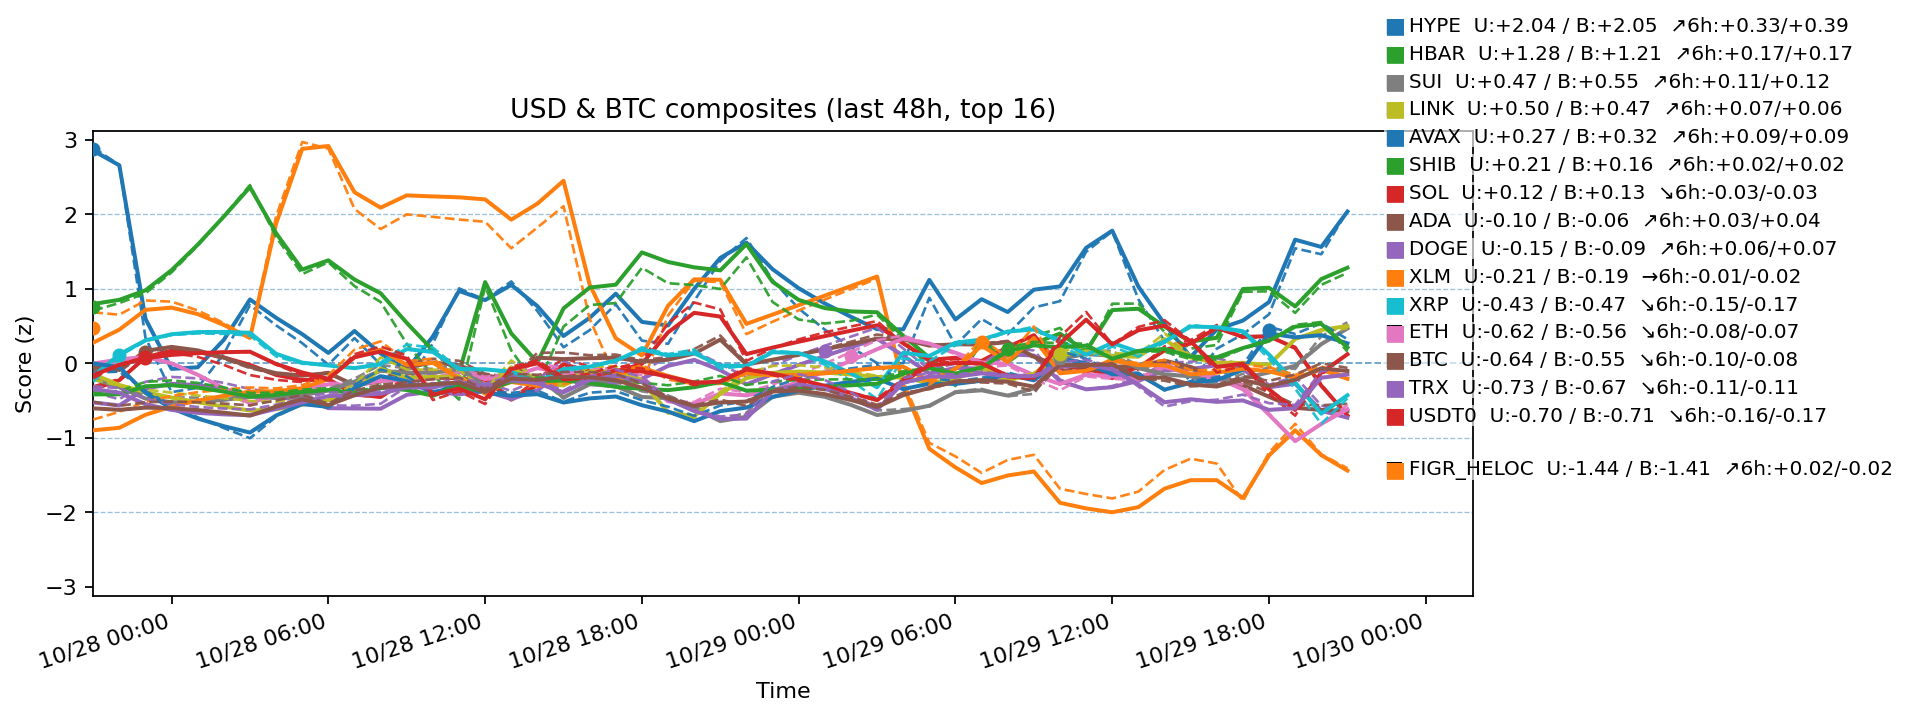 USD & BTC composites (last 48h, top 16)
HYPE  U:+2.04 / B:+2.05  ↗6h:+0.33/+0.39
HBAR  U:+1.28 / B:+1.21  ↗6h:+0.17/+0.17
SUI  U:+0.47 / B:+0.55  ↗6h:+0.11/+0.12
LINK  U:+0.50 / B:+0.47  ↗6h:+0.07/+0.06
AVAX  U:+0.27 / B:+0.32  ↗6h:+0.09/+0.09
SHIB  U:+0.21 / B:+0.16  ↗6h:+0.02/+0.02
SOL  U:+0.12 / B:+0.13  ↘6h:-0.03/-0.03
ADA  U:-0.10 / B:-0.06  ↗6h:+0.03/+0.04
DOGE  U:-0.15 / B:-0.09  ↗6h:+0.06/+0.07
XLM  U:-0.21 / B:-0.19  →6h:-0.01/-0.02
XRP  U:-0.43 / B:-0.47  ↘6h:-0.15/-0.17
ETH  U:-0.62 / B:-0.56  ↘6h:-0.08/-0.07
BTC  U:-0.64 / B:-0.55  ↘6h:-0.10/-0.08
TRX  U:-0.73 / B:-0.67  ↘6h:-0.11/-0.11
USDT0  U:-0.70 / B:-0.71  ↘6h:-0.16/-0.17
FIGR_HELOC  U:-1.44 / B:-1.41  ↗6h:+0.02/-0.02
Score (z)
3
2
1
0
−1
−2
−3
10/28 00:00
10/28 06:00
10/28 12:00
10/28 18:00
10/29 00:00
10/29 06:00
10/29 12:00
10/29 18:00
10/30 00:00
Time